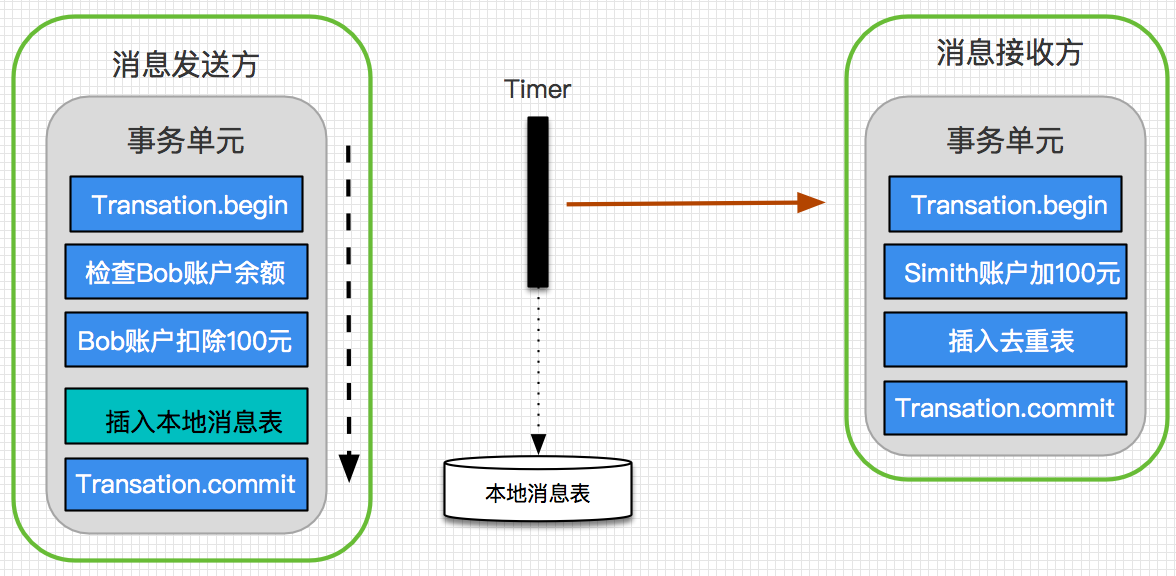 消息发送方
事务单元
Transation.begin
检查Bob账户余额
Bob账户扣除100元
插入本地消息表
Transation.commit
Timer
本地消息表
消息接收方
事务单元
Transation.begin
Simith账户加100元
插入去重表
Transation.commit